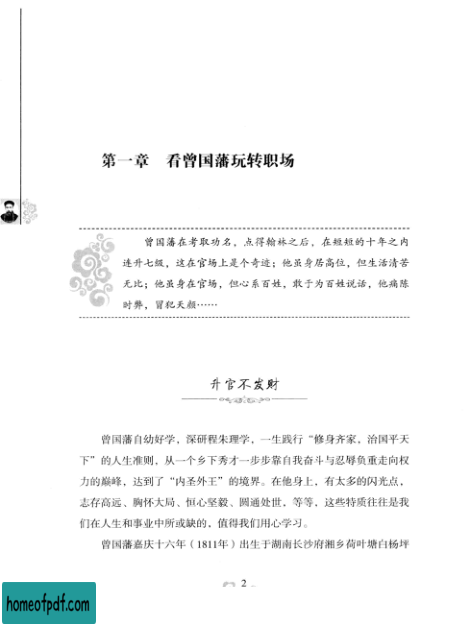 第一章 看曾国藩玩转职场
曾国藩在考取功名，点得翰林之后，在短短的十年之内
连升七级，这在官场上是个奇迹；他虽身居高位，但生活清苦
无比；他虽身在官场，但心系百姓，敢于为百姓说话，他痛陈
时弊，冒犯天颜……
升官不发财
曾国藩自幼好学，深研程朱理学，一生践行“修身齐家，治国平天
下”的人生准则，从一个乡下秀才一步步靠自我奋斗与忍辱负重走向权
力的巅峰，达到了“内圣外王”的境界。在他身上，有太多的闪光点，
志存高远、胸怀大局、恒心坚毅、圆通处世，等等，这些特质往往是我
们在人生和事业中所或缺的，值得我们用心学习。
曾国藩嘉庆十六年（1811年）出生于湖南长沙府湘乡荷叶塘白杨坪
2
homeofpdf.com